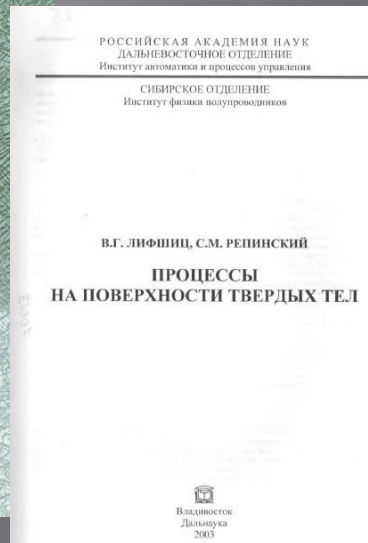 РОССИЙСКАЯ АКАДЕМИЯ НАУК
ДАЛЬНЕВОСТОЧНОЕ ОТДЕЛЕНИЕ
Институт автоматики и процессов управления
СИБИРСКОЕ ОТДЕЛЕНИЕ
Институт физики полупроводников
В.Г. ЛИФШИЦ, С.М. РЕПИНСКИЙ
ПРОЦЕССЫ
НА ПОВЕРХНОСТИ ТВЕРДЫХ ТЕЛ
Владивосток
Дальнаука
2003